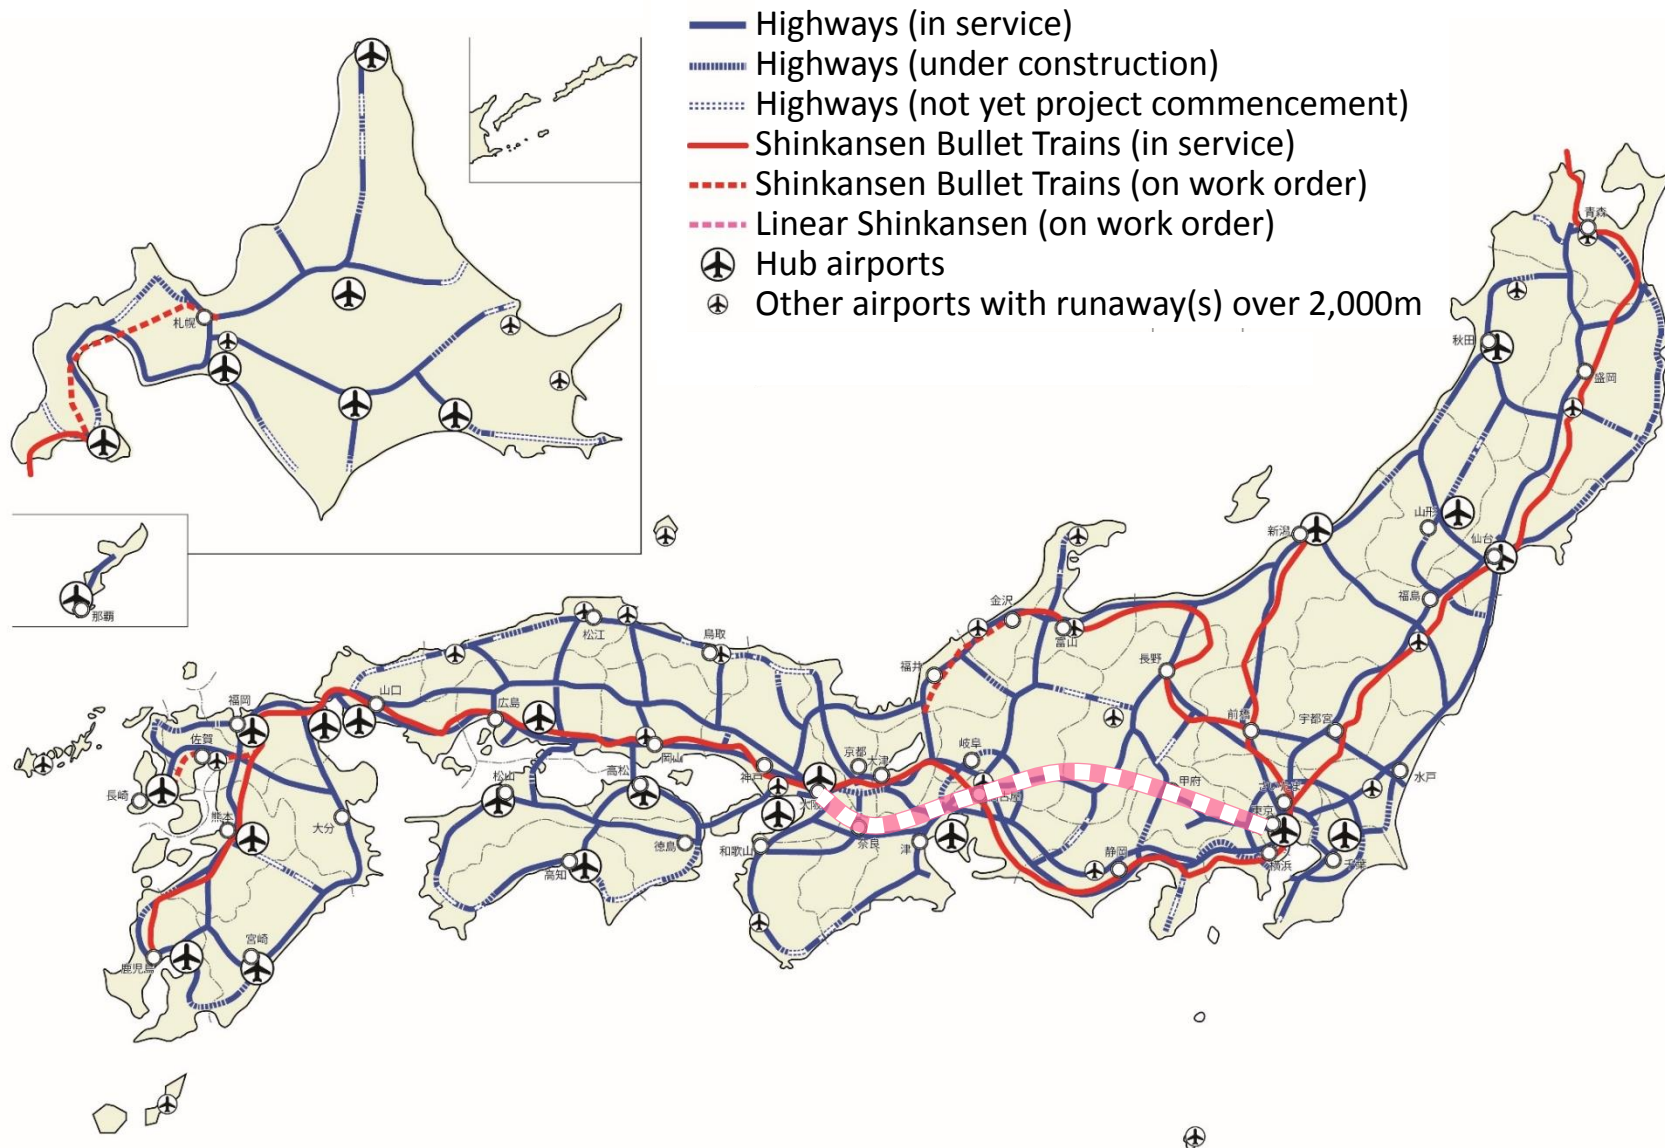 Highways (in service)
Highways (under construction)
Highways (not yet project commencement)
Shinkansen Bullet Trains (in service)
Shinkansen Bullet Trains (on work order)
Linear Shinkansen (on work order)
Hub airports
Other airports with runaway(s) over 2,000m
青森
札幌
秋田
盛岡
山形
新潟
仙台
那覇
福島
金沢
松江
富山
鳥取
長野
福井
山口
広島
福岡
前橋
宇都宮
佐賀
京都
岐阜
大津
岡山
神戸
高松
松山
甲府
水戸
長崎
東京
熊本
大分
徳島
和歌山
奈良
津
静岡
横浜
千葉
高知
宮崎
鹿児島